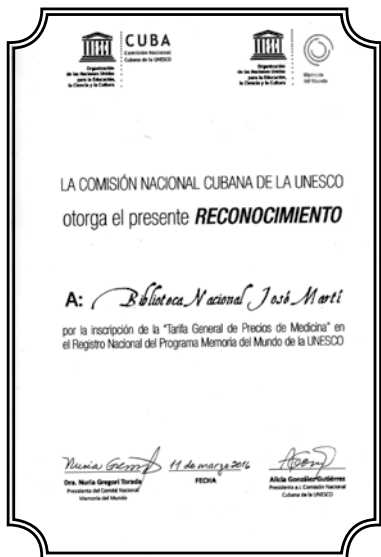 CUBA
Comisión Nacional
Cubana de la UNESCO
Organización
de las Naciones Unidas
para la Educación,
la Ciencia y la Cultura
Organización
de las Naciones Unidas
para la Educación,
la Ciencia y la Cultura
Memoria
del Mundo
LA COMISIÓN NACIONAL CUBANA DE LA UNESCO
otorga el presente RECONOCIMIENTO
A: Biblioteca Nacional José Martí
por la inscripción de la "Tarifa General de Precios de Medicina" en
el Registro Nacional del Programa Memoria del Mundo de la UNESCO
11 de marzo 2016
Dra. Nuria Gregori Torada
Presidenta del Comité Nacional
Memoria del Mundo
FECHA
Alicia González Gutiérrez
Presidenta a.i. Comisión Nacional
Cubana de la UNESCO